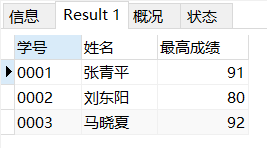 信息 Result 1 概况 状态
学号 姓名 最高成绩
0001 张青平 91
0002 刘东阳 80
0003 马晓夏 92